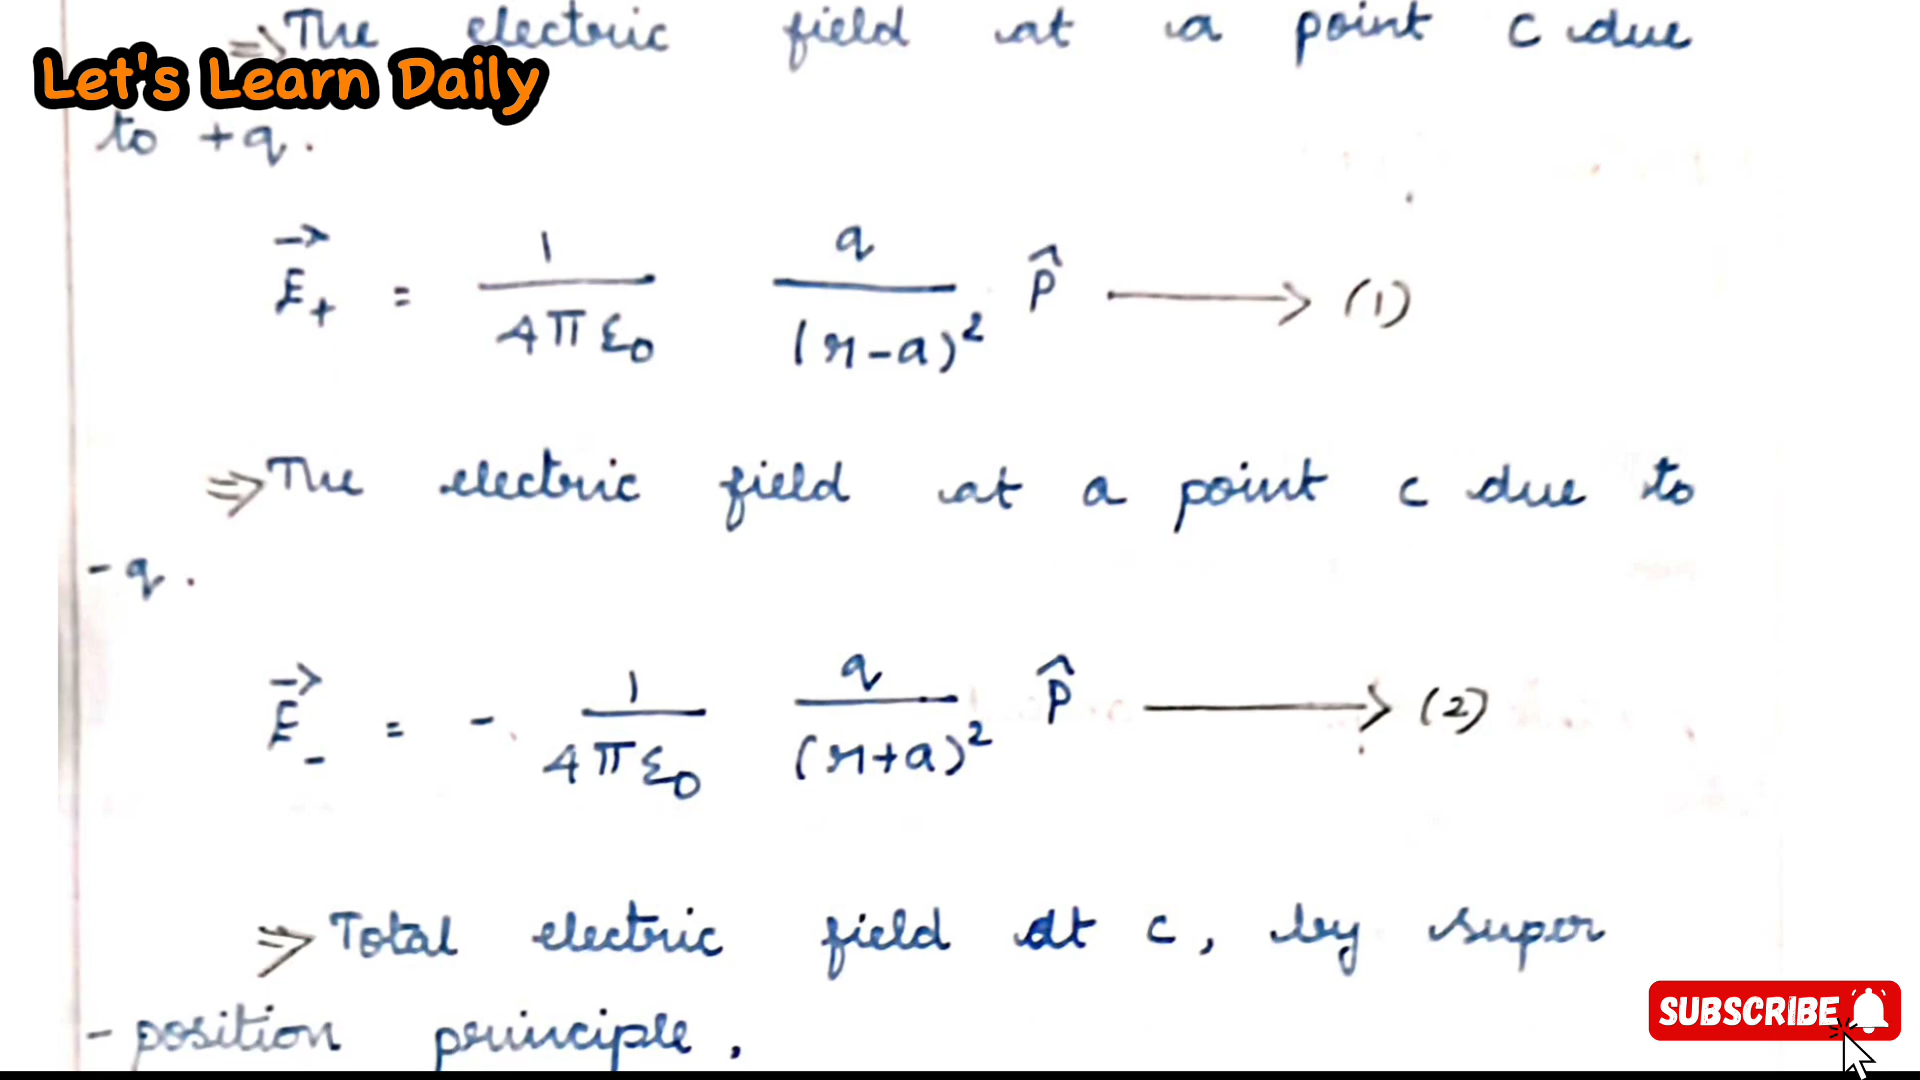 ⇒ The electric field at a point c due
Let's Learn Daily
to +q.
E⃗₊ = 1/4πε₀ q/(r-a)² p̂ ⟶ (1)
⇒ The electric field at a point c due to
-q.
E⃗₋ = - 1/4πε₀ q/(r+a)² p̂ ⟶ (2)
⇒ Total electric field at c, by super
-position principle,
SUBSCRIBE